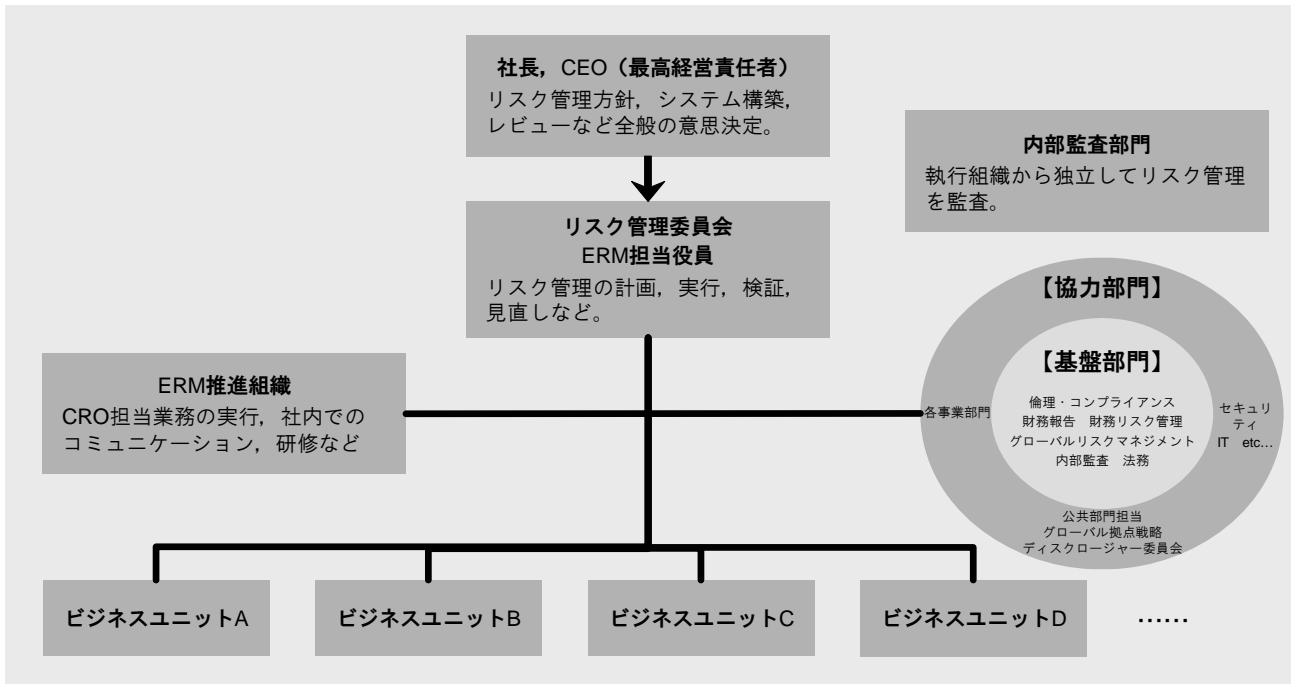 社長，CEO（最高経営責任者）
リスク管理方針，システム構築，
レビューなど全般の意思決定。
内部監査部門
執行組織から独立してリスク管理
を監査。
リスク管理委員会
ERM担当役員
リスク管理の計画，実行，検証，
見直しなど。
ERM推進組織
CRO担当業務の実行，社内での
コミュニケーション，研修など
【協力部門】
【基盤部門】
倫理・コンプライアンス
財務報告　財務リスク管理
グローバルリスクマネジメント
内部監査　法務
各事業部門
セキュリ
ティ
IT　etc…
公共部門担当
グローバル拠点戦略
ディスクロージャー委員会
ビジネスユニットA
ビジネスユニットB
ビジネスユニットC
ビジネスユニットD
……